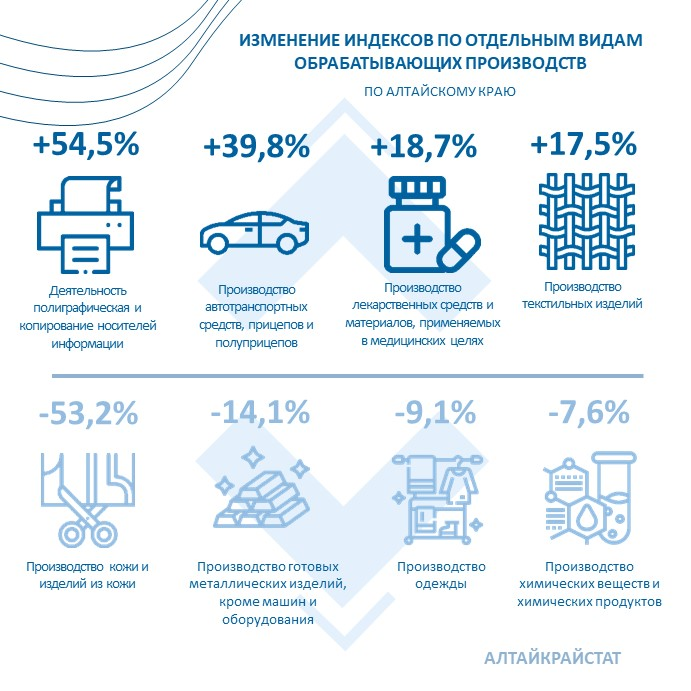 ИЗМЕНЕНИЕ ИНДЕКСОВ ПО ОТДЕЛЬНЫМ ВИДАМ
ОБРАБАТЫВАЮЩИХ ПРОИЗВОДСТВ
ПО АЛТАЙСКОМУ КРАЮ
+54,5%
Деятельность
полиграфическая и
копирование носителей
информации
+39,8%
Производство
автотранспортных
средств, прицепов и
полуприцепов
+18,7%
Производство
лекарственных средств и
материалов, применяемых
в медицинских целях
+17,5%
Производство
текстильных изделий
-53,2%
Производство кожи и
изделий из кожи
-14,1%
Производство готовых
металлических изделий,
кроме машин и
оборудования
-9,1%
Производство
одежды
-7,6%
Производство
химических веществ и
химических продуктов
АЛТАЙКРАЙСТАТ